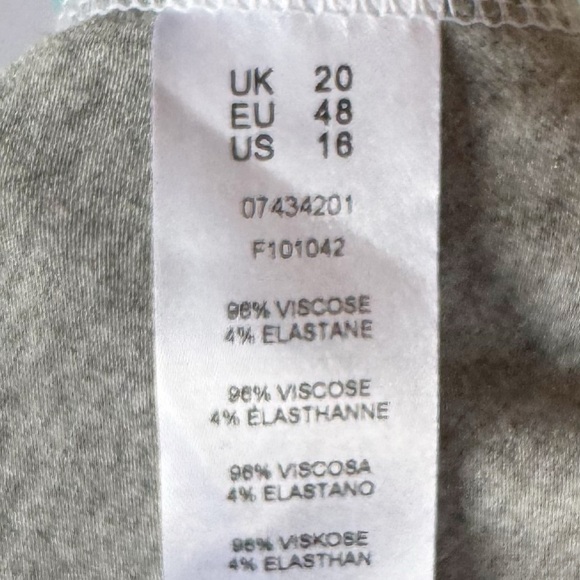 UK 20
EU 48
US 16
07434201
F101042
96% VISCOSE
4% ELASTANE
96% VISCOSE
4% ÉLASTHANNE
96% VISCOSA
4% ELASTANO
96% VISKOSE
4% ELASTHAN